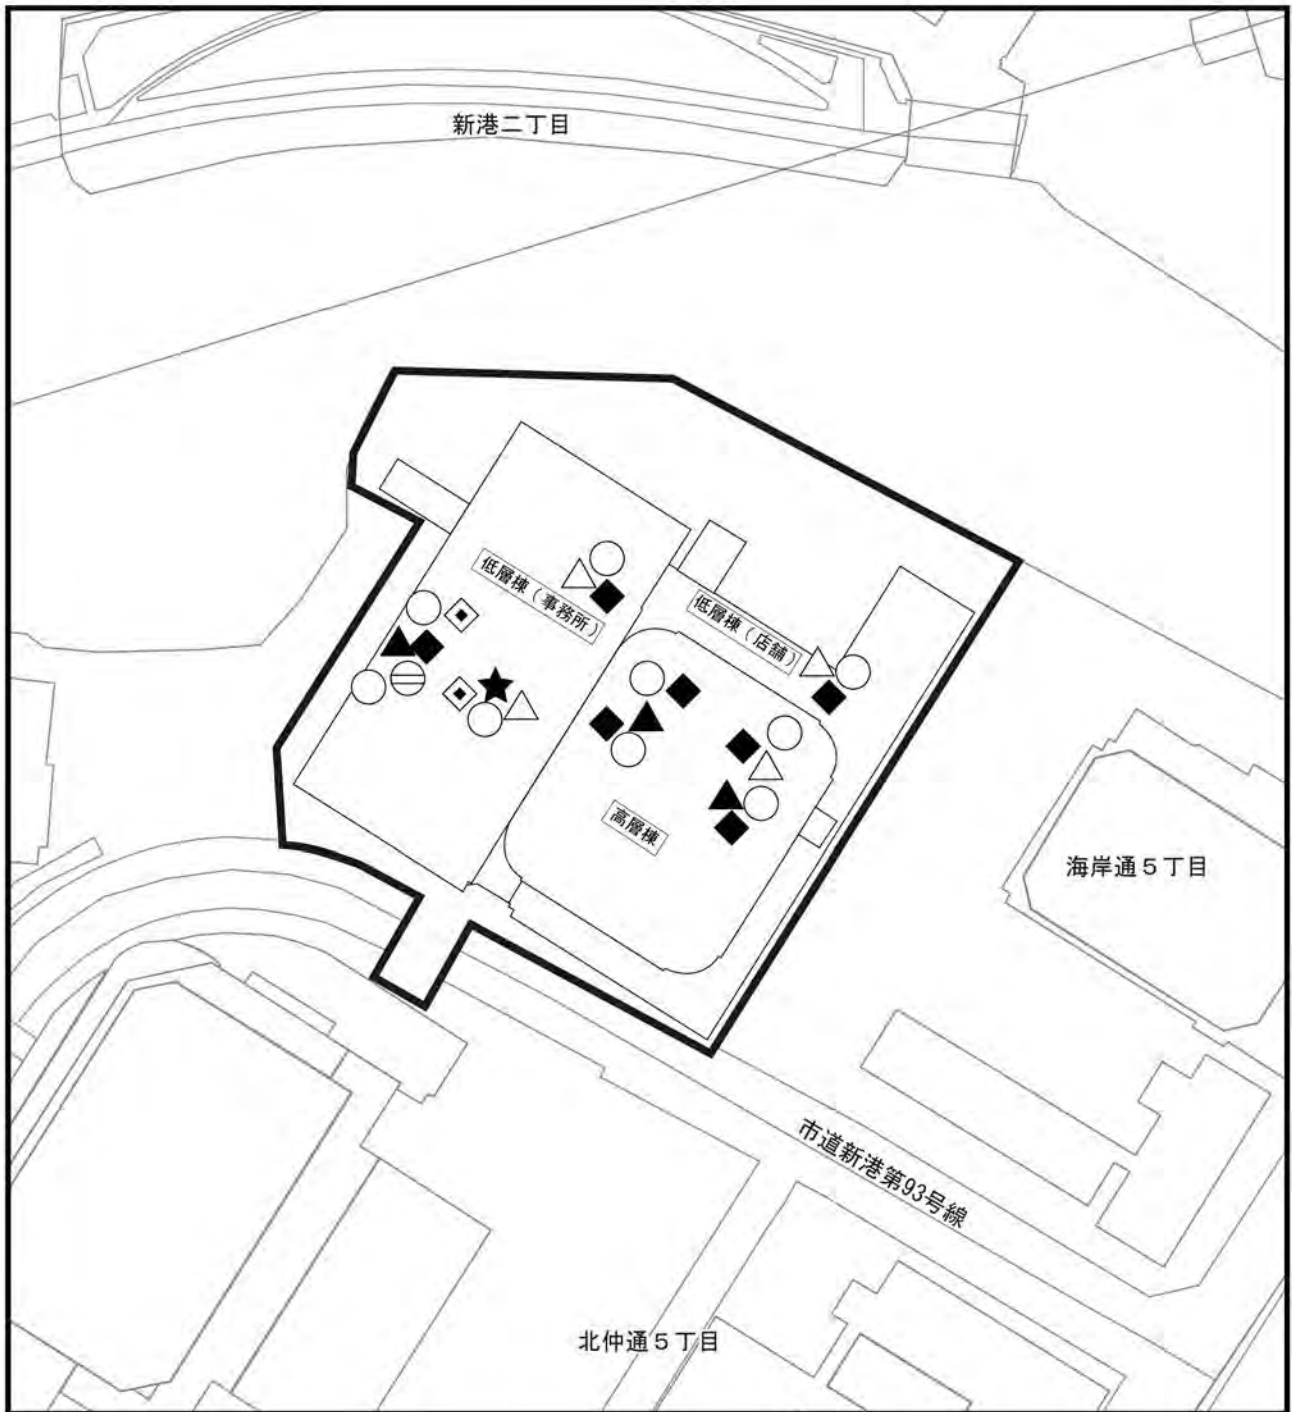 新港二丁目
低層棟（事務所）
低層棟（店舗）
高層棟
海岸通５丁目
市道新港第93号線
北仲通５丁目